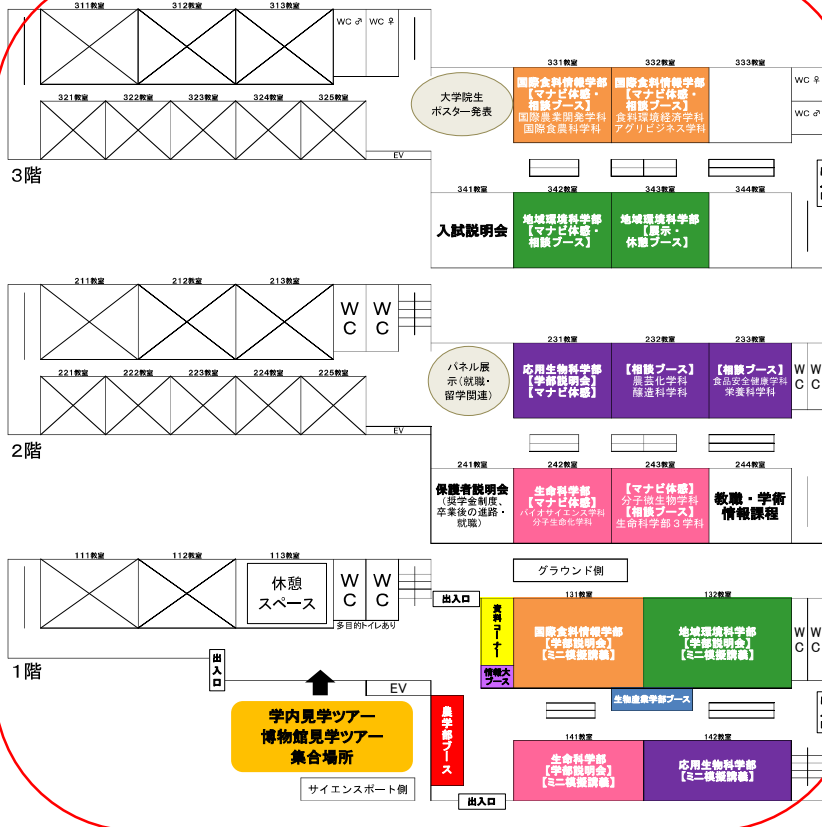 311教室
312教室
313教室
WC♂
WC♀
321教室
322教室
323教室
324教室
325教室
EV
3階
大学院生
ポスター発表
331教室
332教室
333教室
国際食料情報学部
【マナビ体感・
相談ブース】
国際農業開発学科
国際食農科学科
国際食料情報学部
【マナビ体感・
相談ブース】
食料環境経済学科
アグリビジネス学科
WC♀
WC♂
341教室
342教室
343教室
344教室
入試説明会
地域環境科学部
【マナビ体感・
相談ブース】
地域環境科学部
【展示・
休憩ブース】
211教室
212教室
213教室
WC
WC
221教室
222教室
223教室
224教室
225教室
EV
2階
パネル展
示(就職・
留学関連)
231教室
232教室
233教室
応用生物科学部
【学部説明会】
【マナビ体感】
【相談ブース】
農芸化学科
醸造科学科
【相談ブース】
食品安全健康学科
栄養科学科
WC
WC
241教室
242教室
243教室
244教室
保護者説明会
(奨学金制度、
卒業後の進路・
就職)
生命科学部
【マナビ体感】
バイオサイエンス学科
分子生命化学科
【マナビ体感】
分子微生物学科
【相談ブース】
生命科学部3学科
教職・学術
情報課程
111教室
112教室
113教室
休憩
スペース
WC
WC
多目的トイレあり
出入口
1階
出入口
EV
学内見学ツアー
博物館見学ツアー
集合場所
サイエンスポート側
グラウンド側
資料コーナー
情報大
ブース
131教室
132教室
国際食料情報学部
【学部説明会】
【ミニ模擬講義】
地域環境科学部
【学部説明会】
【ミニ模擬講義】
WC
WC
生物産業学部ブース
農学部ブース
141教室
142教室
生命科学部
【学部説明会】
【ミニ模擬講義】
応用生物科学部
【ミニ模擬講義】
出入口